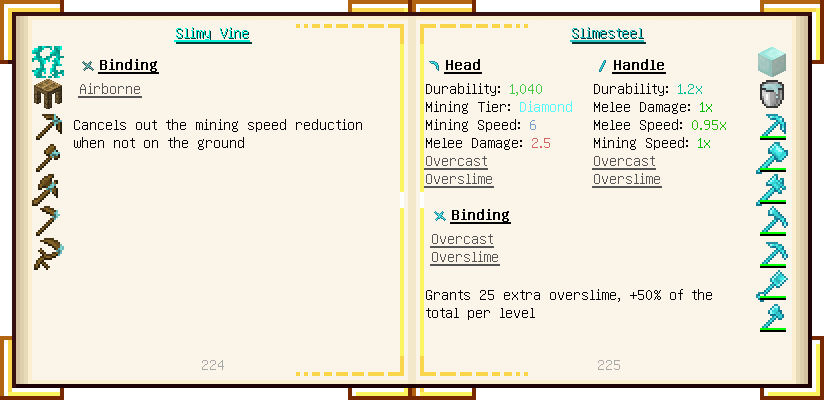 Slimy Vine
Binding
Airborne
Cancels out the mining speed reduction
when not on the ground
224
Slimesteel
Head
Durability: 1,040
Mining Tier: Diamond
Mining Speed: 6
Melee Damage: 2.5
Overcast
Overslime
Handle
Durability: 1.2x
Melee Damage: 1x
Melee Speed: 0.95x
Mining Speed: 1x
Overcast
Overslime
Binding
Overcast
Overslime
Grants 25 extra overslime, +50% of the
total per level
225